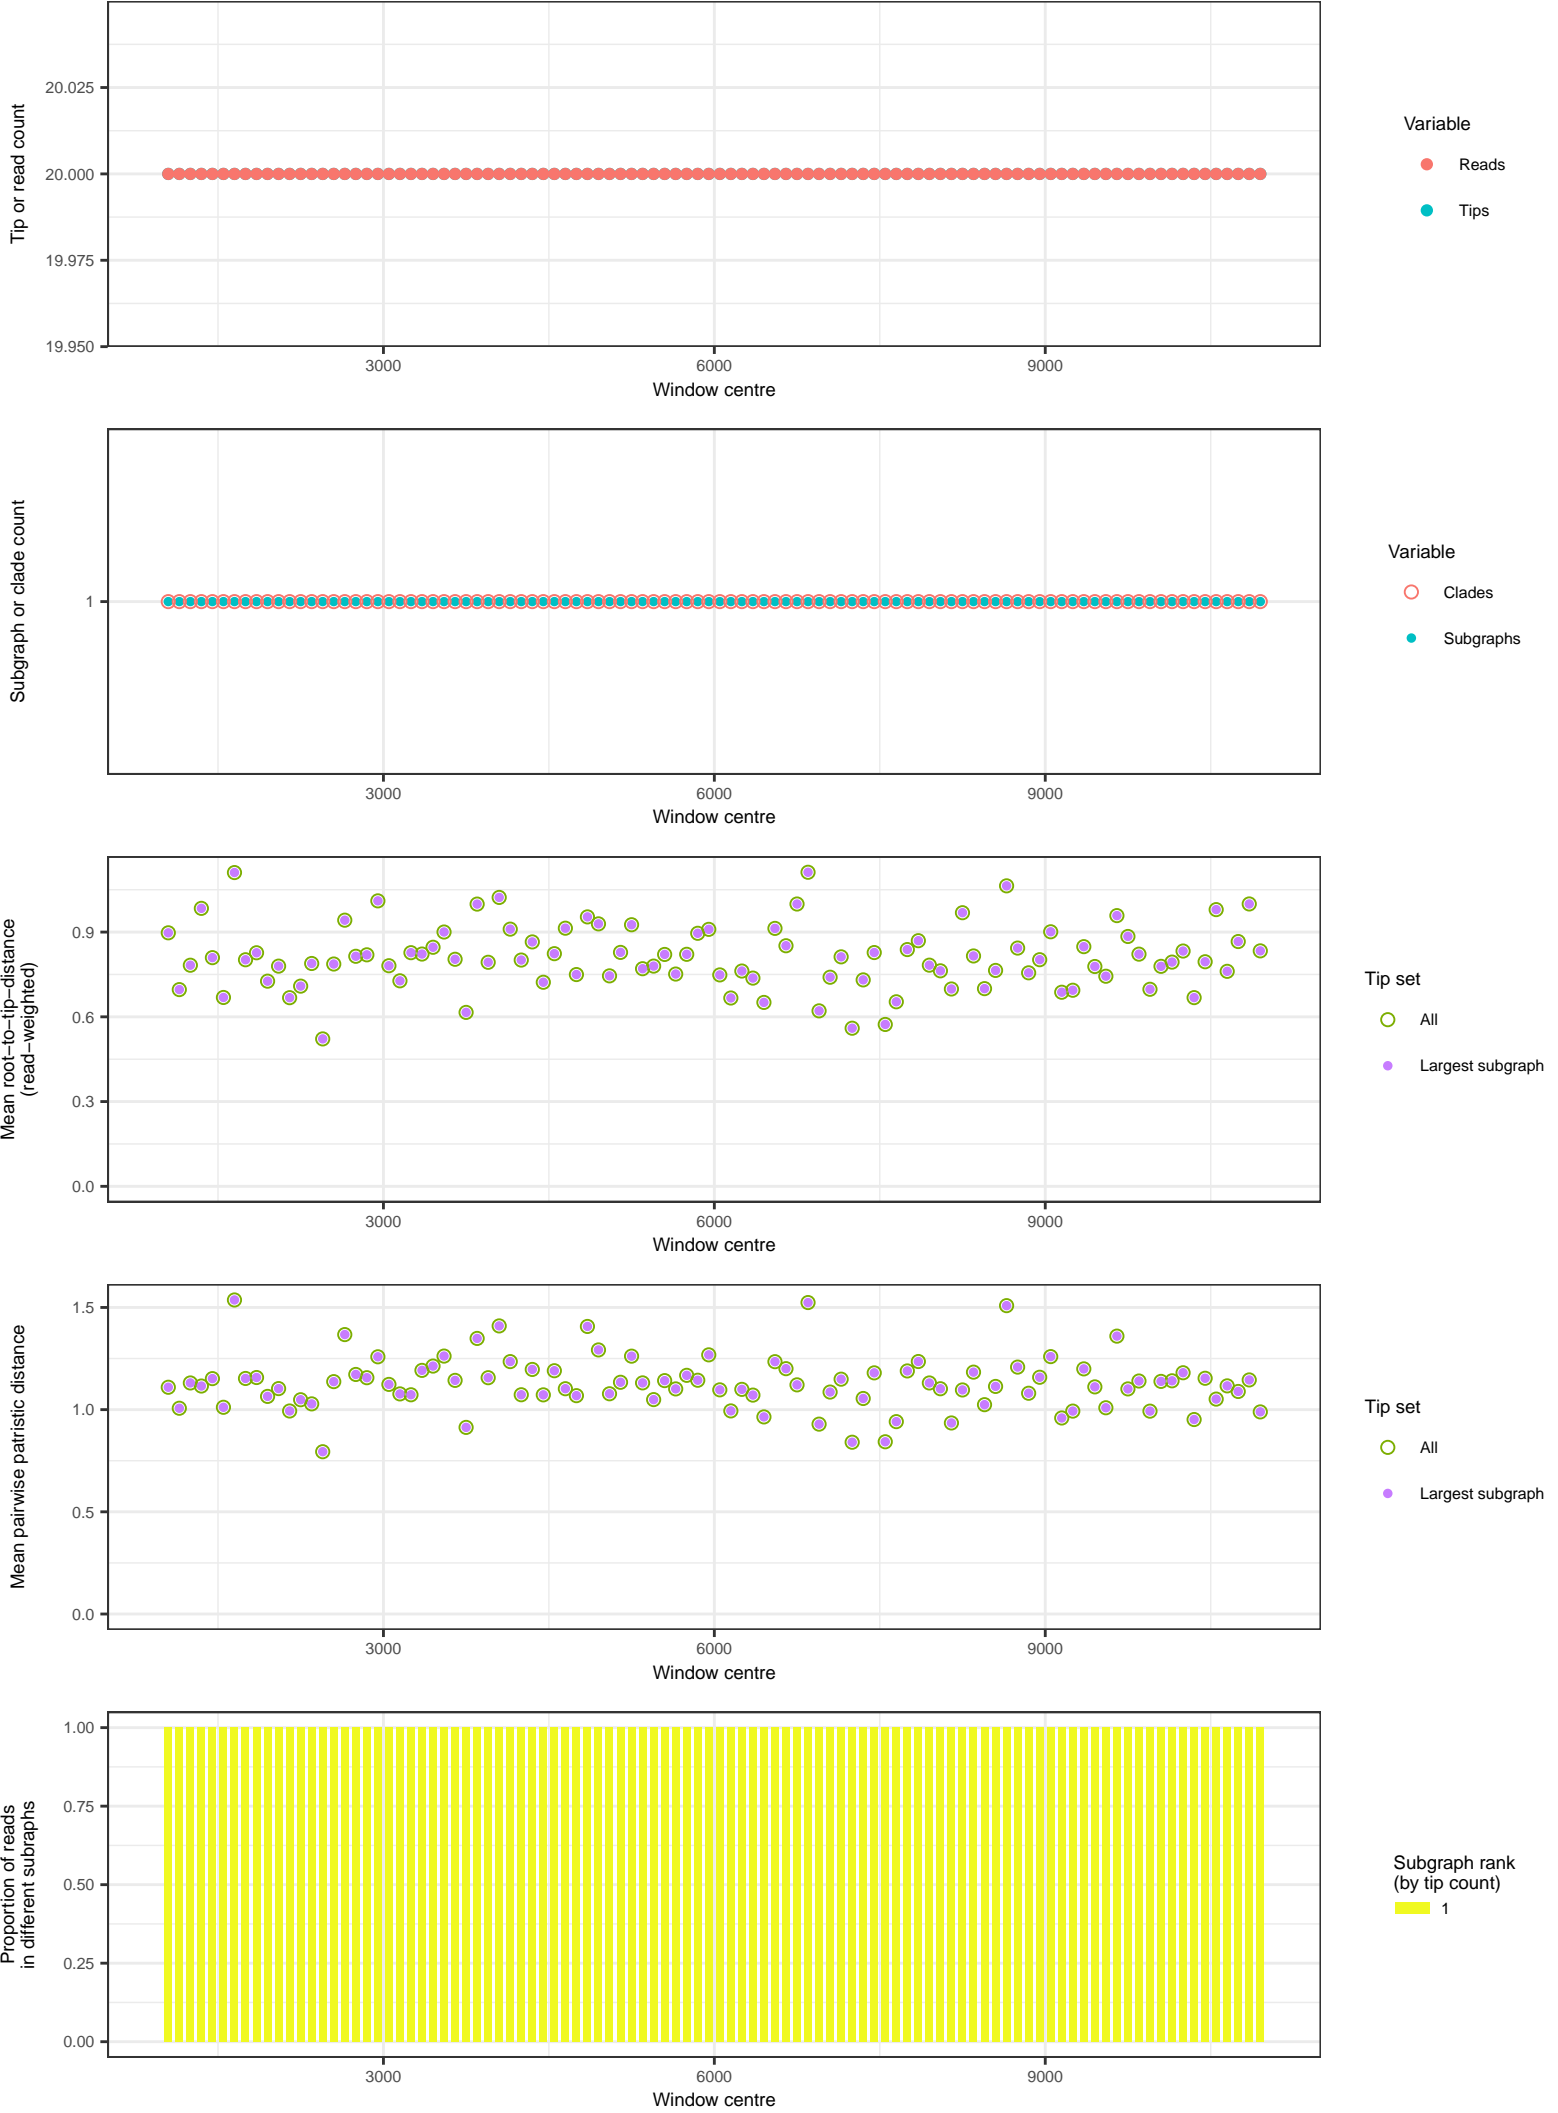 Tip or read count
20.025
20.000
19.975
19.950
3000
6000
9000
Window centre
Variable
Reads
Tips
Subgraph or clade count
1
3000
6000
9000
Window centre
Variable
Clades
Subgraphs
Mean root−to−tip−distance
(read−weighted)
0.9
0.6
0.3
0.0
3000
6000
9000
Window centre
Tip set
All
Largest subgraph
Mean pairwise patristic distance
1.5
1.0
0.5
0.0
3000
6000
9000
Window centre
Tip set
All
Largest subgraph
Proportion of reads
in different subraphs
1.00
0.75
0.50
0.25
0.00
3000
6000
9000
Window centre
Subgraph rank
(by tip count)
1